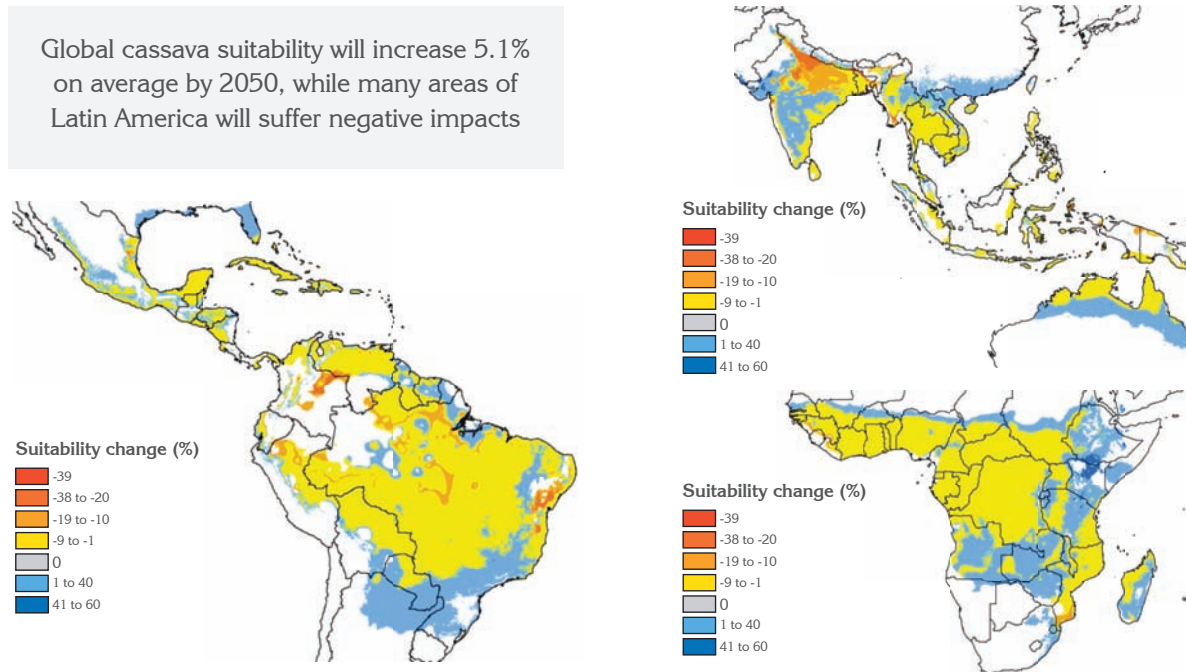 Global cassava suitability will increase 5.1%
on average by 2050, while many areas of
Latin America will suffer negative impacts
Suitability change (%)
-39
-38 to -20
-19 to -10
-9 to -1
0
1 to 40
41 to 60
Suitability change (%)
-39
-38 to -20
-19 to -10
-9 to -1
0
1 to 40
41 to 60
Suitability change (%)
-39
-38 to -20
-19 to -10
-9 to -1
0
1 to 40
41 to 60